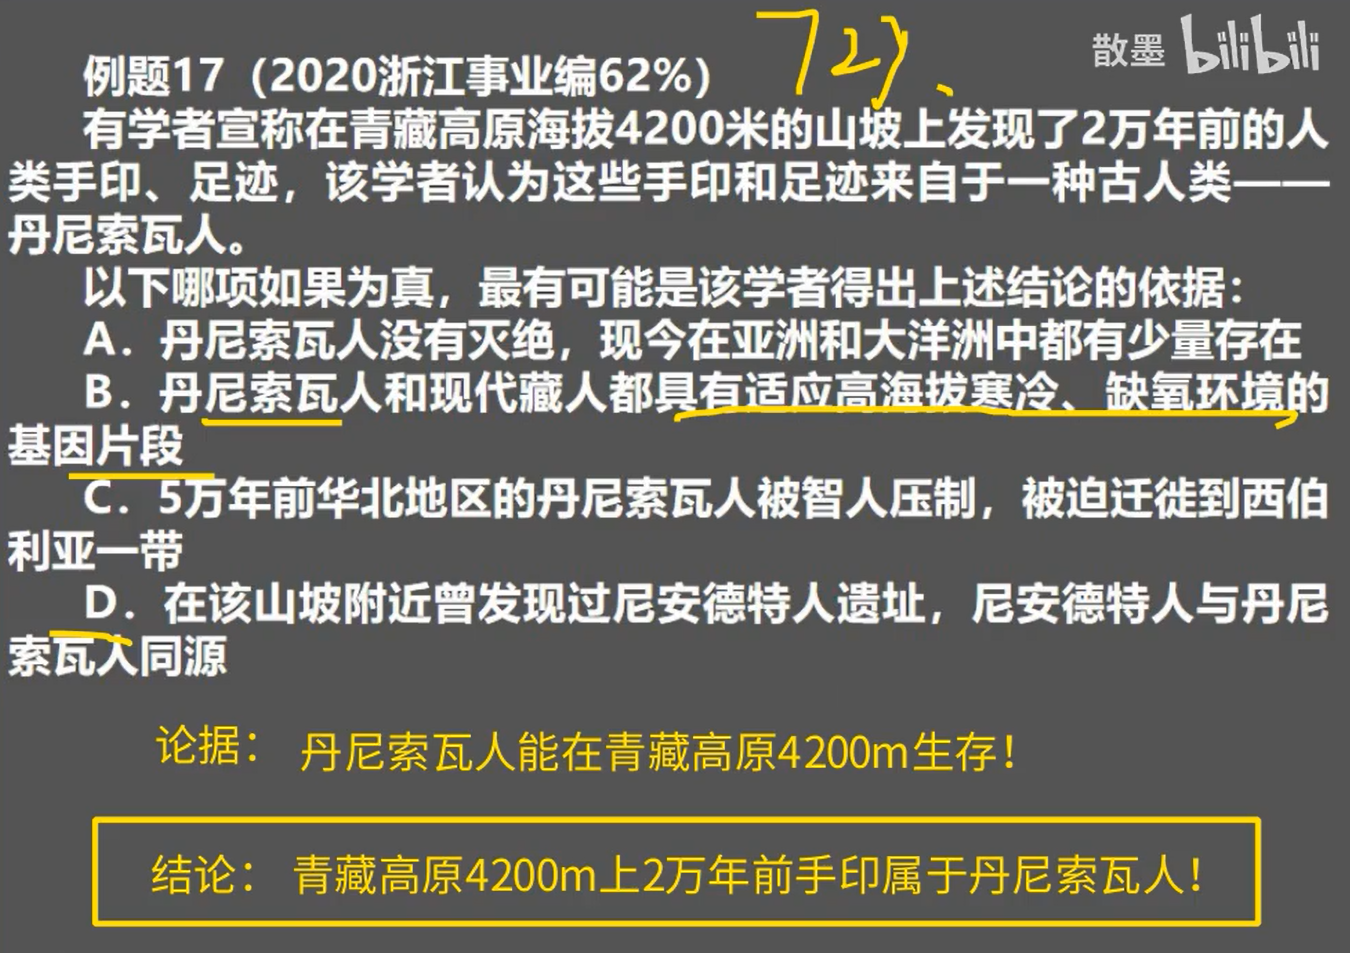 散墨 bilibili
例题17（2020浙江事业编62%）
有学者宣称在青藏高原海拔4200米的山坡上发现了2万年前的人
类手印、足迹，该学者认为这些手印和足迹来自于一种古人类——
丹尼索瓦人。
以下哪项如果为真，最有可能是该学者得出上述结论的依据：
A．丹尼索瓦人没有灭绝，现今在亚洲和大洋洲中都有少量存在
B．丹尼索瓦人和现代藏人都具有适应高海拔寒冷、缺氧环境的
基因片段
C．5万年前华北地区的丹尼索瓦人被智人压制，被迫迁徙到西伯
利亚一带
D．在该山坡附近曾发现过尼安德特人遗址，尼安德特人与丹尼
索瓦人同源
论据：丹尼索瓦人能在青藏高原4200m生存！
结论：青藏高原4200m上2万年前手印属于丹尼索瓦人！